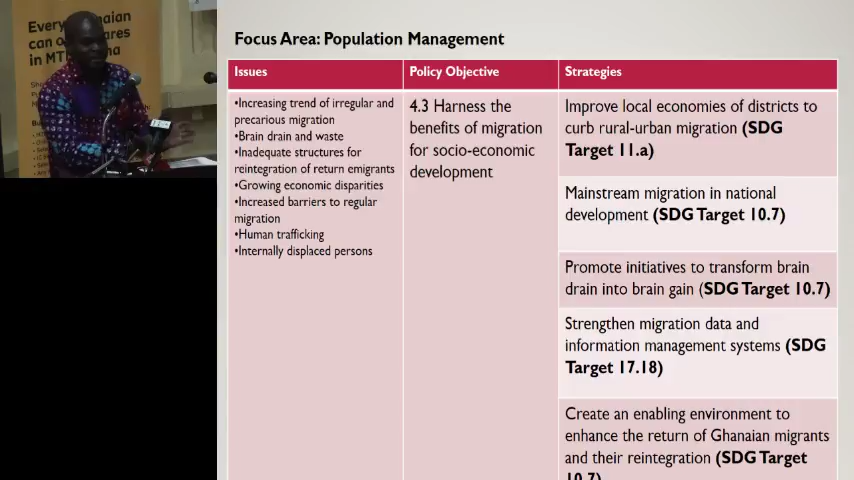 Every
can
in MT
Focus Area: Population Management
Issues
Policy Objective
Strategies
•Increasing trend of irregular and
precarious migration
•Brain drain and waste
•Inadequate structures for
reintegration of return emigrants
•Growing economic disparities
•Increased barriers to regular
migration
•Human trafficking
•Internally displaced persons
4.3 Harness the
benefits of migration
for socio-economic
development
Improve local economies of districts to
curb rural-urban migration (SDG
Target 11.a)
Mainstream migration in national
development (SDG Target 10.7)
Promote initiatives to transform brain
drain into brain gain (SDG Target 10.7)
Strengthen migration data and
information management systems (SDG
Target 17.18)
Create an enabling environment to
enhance the return of Ghanaian migrants
and their reintegration (SDG Target
10.7)